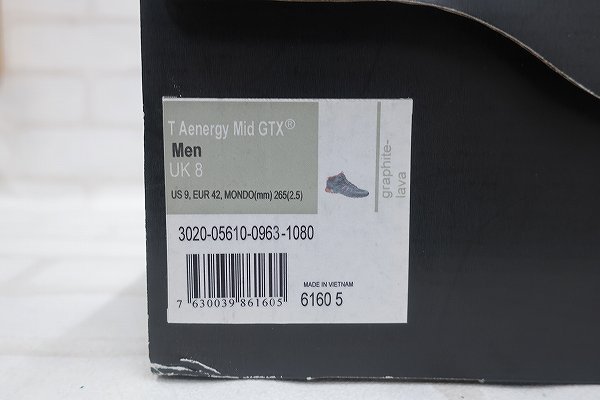 T Aenergy Mid GTX®
Men
UK 8
US 9, EUR 42, MONDO(mm) 265(2.5)
graphite-
lava
3020-05610-0963-1080
7 630039 861605
MADE IN VIETNAM
6160 5